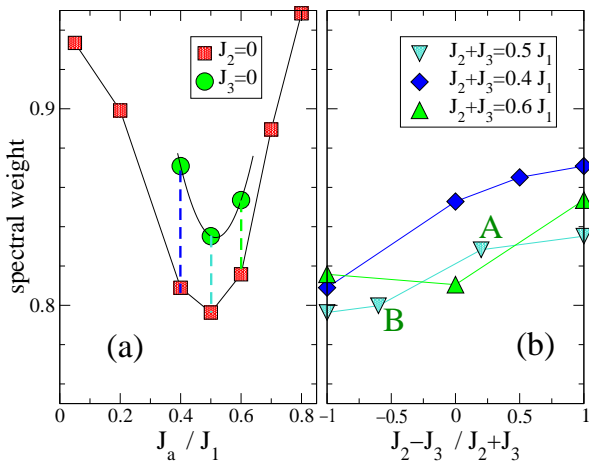 J_2=0
J_3=0
J_2+J_3=0.5 J_1
J_2+J_3=0.4 J_1
J_2+J_3=0.6 J_1
0.9
0.8
spectral weight
A
B
(a)
(b)
0 0.2 0.4 0.6 0.8
-1 -0.5 0 0.5 1
J_a / J_1
J_2-J_3 / J_2+J_3